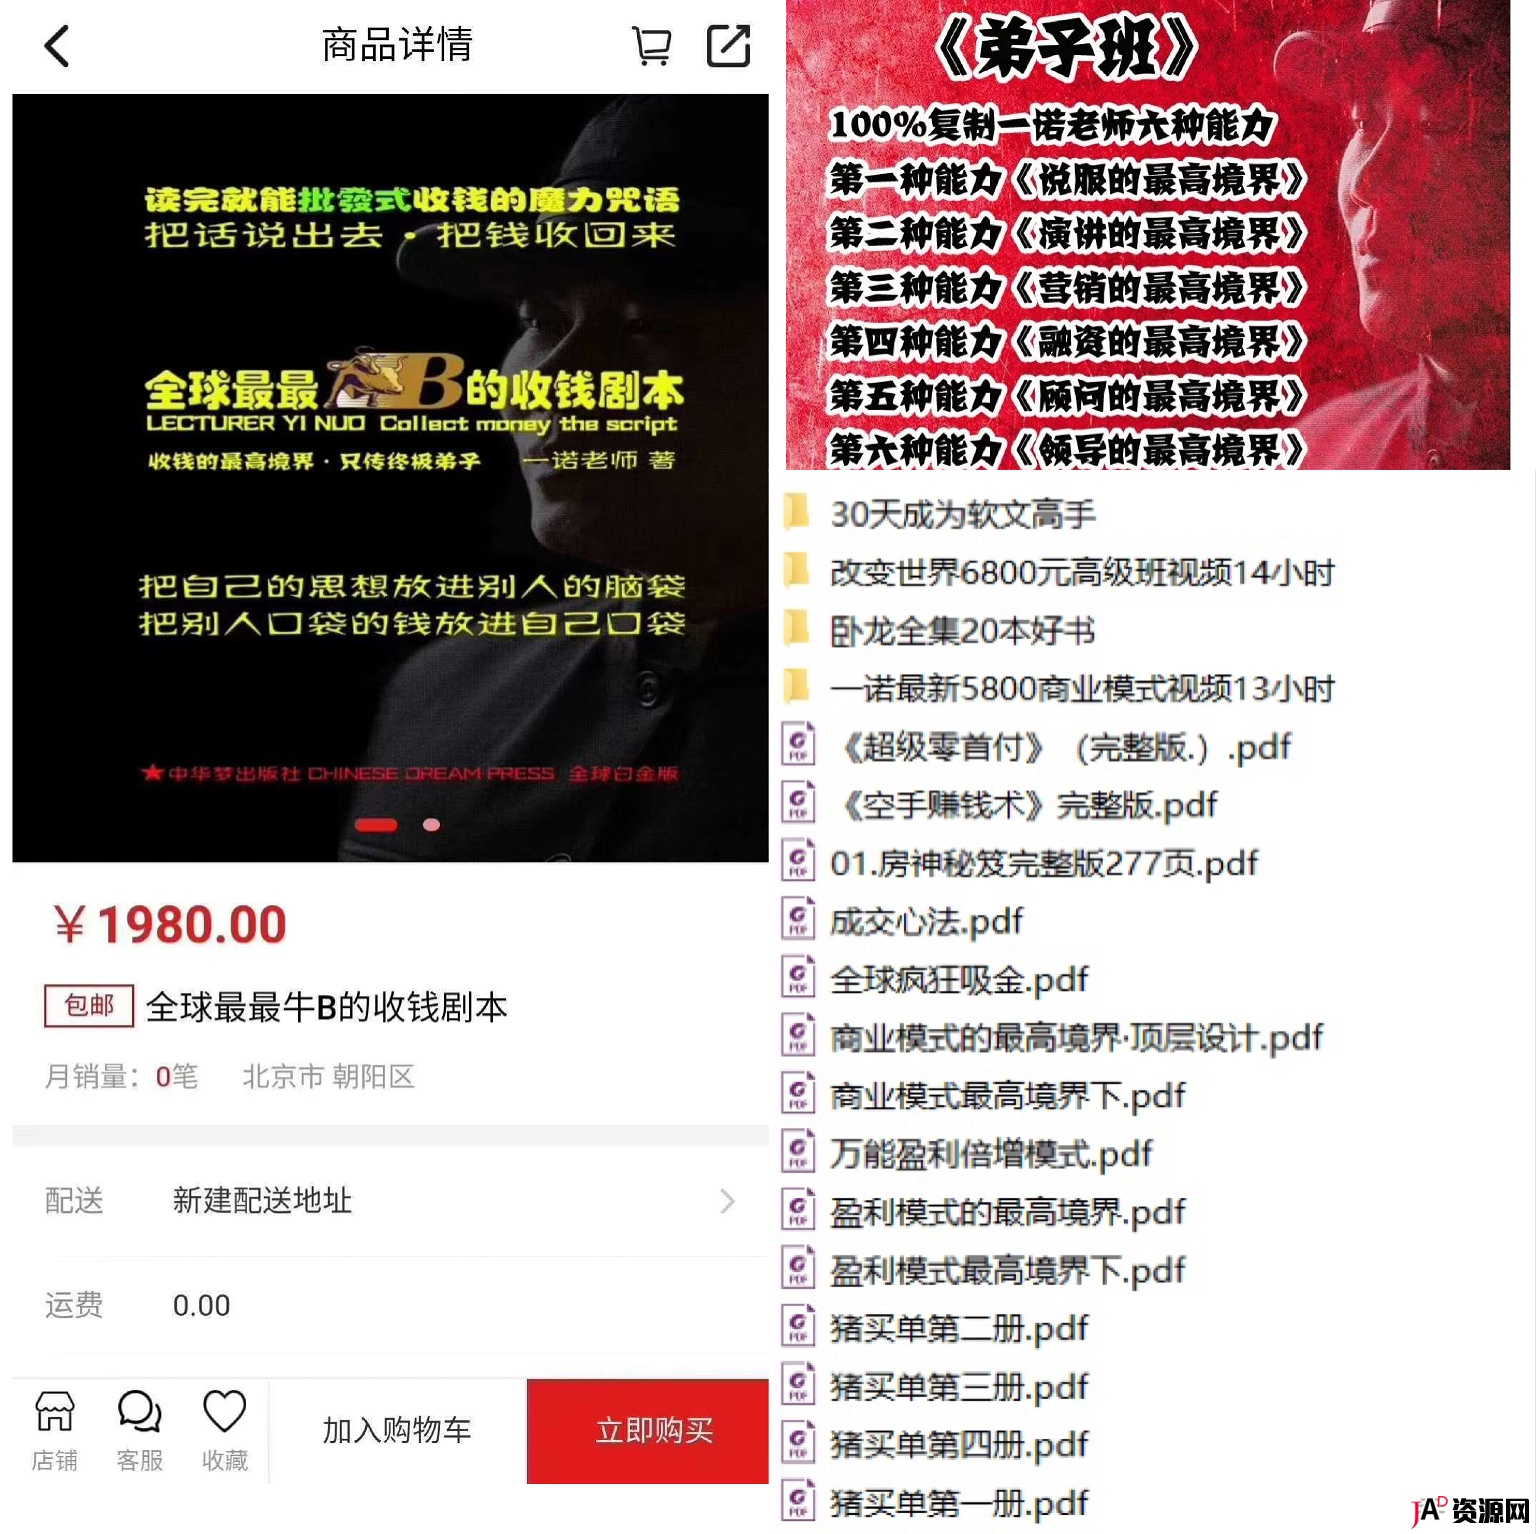 商品详情
读完就能批發式收钱的魔力咒语
把话说出去·把钱收回来
全球最最B的收钱剧本
LECTURER YI NUO Collect money the script
收钱的最高境界·只传终极弟子 一诺老师 著
把自己的思想放进别人的脑袋
把别人口袋的钱放进自己口袋
★中华梦出版社 CHINESE DREAM PRESS 全球白金版
￥1980.00
包邮 全球最最牛B的收钱剧本
月销量：0笔 北京市 朝阳区
配送 新建配送地址
运费 0.00
店铺 客服 收藏 加入购物车 立即购买
《弟子班》
100%复制一诺老师六种能力
第一种能力《说服的最高境界》
第二种能力《演讲的最高境界》
第三种能力《营销的最高境界》
第四种能力《融资的最高境界》
第五种能力《顾问的最高境界》
第六种能力《领导的最高境界》
30天成为软文高手
改变世界6800元高级班视频14小时
卧龙全集20本好书
一诺最新5800商业模式视频13小时
《超级零首付》（完整版.）.pdf
《空手赚钱术》完整版.pdf
01.房神秘笈完整版277页.pdf
成交心法.pdf
全球疯狂吸金.pdf
商业模式的最高境界·顶层设计.pdf
商业模式最高境界下.pdf
万能盈利倍增模式.pdf
盈利模式的最高境界.pdf
盈利模式最高境界下.pdf
猪买单第二册.pdf
猪买单第三册.pdf
猪买单第四册.pdf
猪买单第一册.pdf
JAD资源网